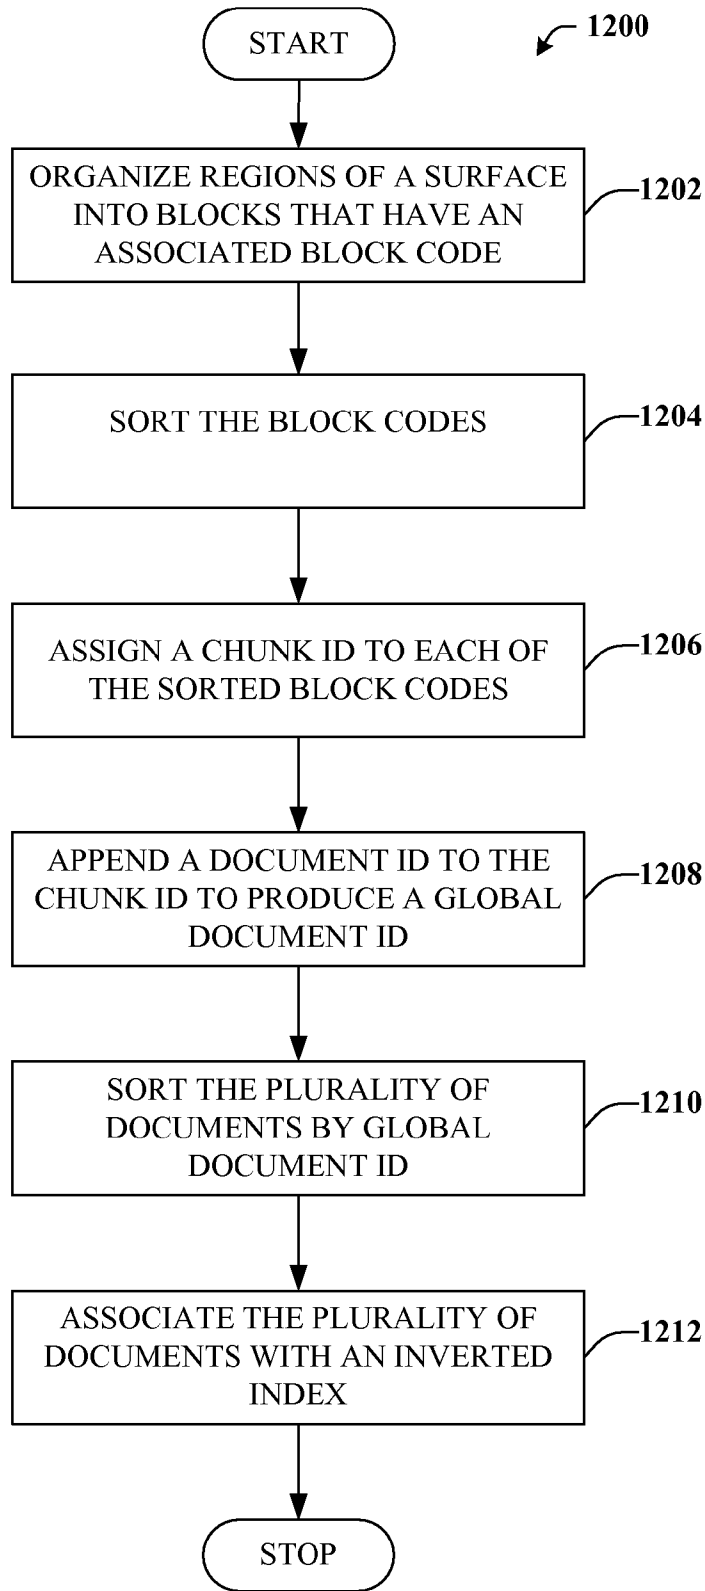 1200
START
ORGANIZE REGIONS OF A SURFACE
INTO BLOCKS THAT HAVE AN
ASSOCIATED BLOCK CODE
1202
SORT THE BLOCK CODES
1204
ASSIGN A CHUNK ID TO EACH OF
THE SORTED BLOCK CODES
1206
APPEND A DOCUMENT ID TO THE
CHUNK ID TO PRODUCE A GLOBAL
DOCUMENT ID
1208
SORT THE PLURALITY OF
DOCUMENTS BY GLOBAL
DOCUMENT ID
1210
ASSOCIATE THE PLURALITY OF
DOCUMENTS WITH AN INVERTED
INDEX
1212
STOP